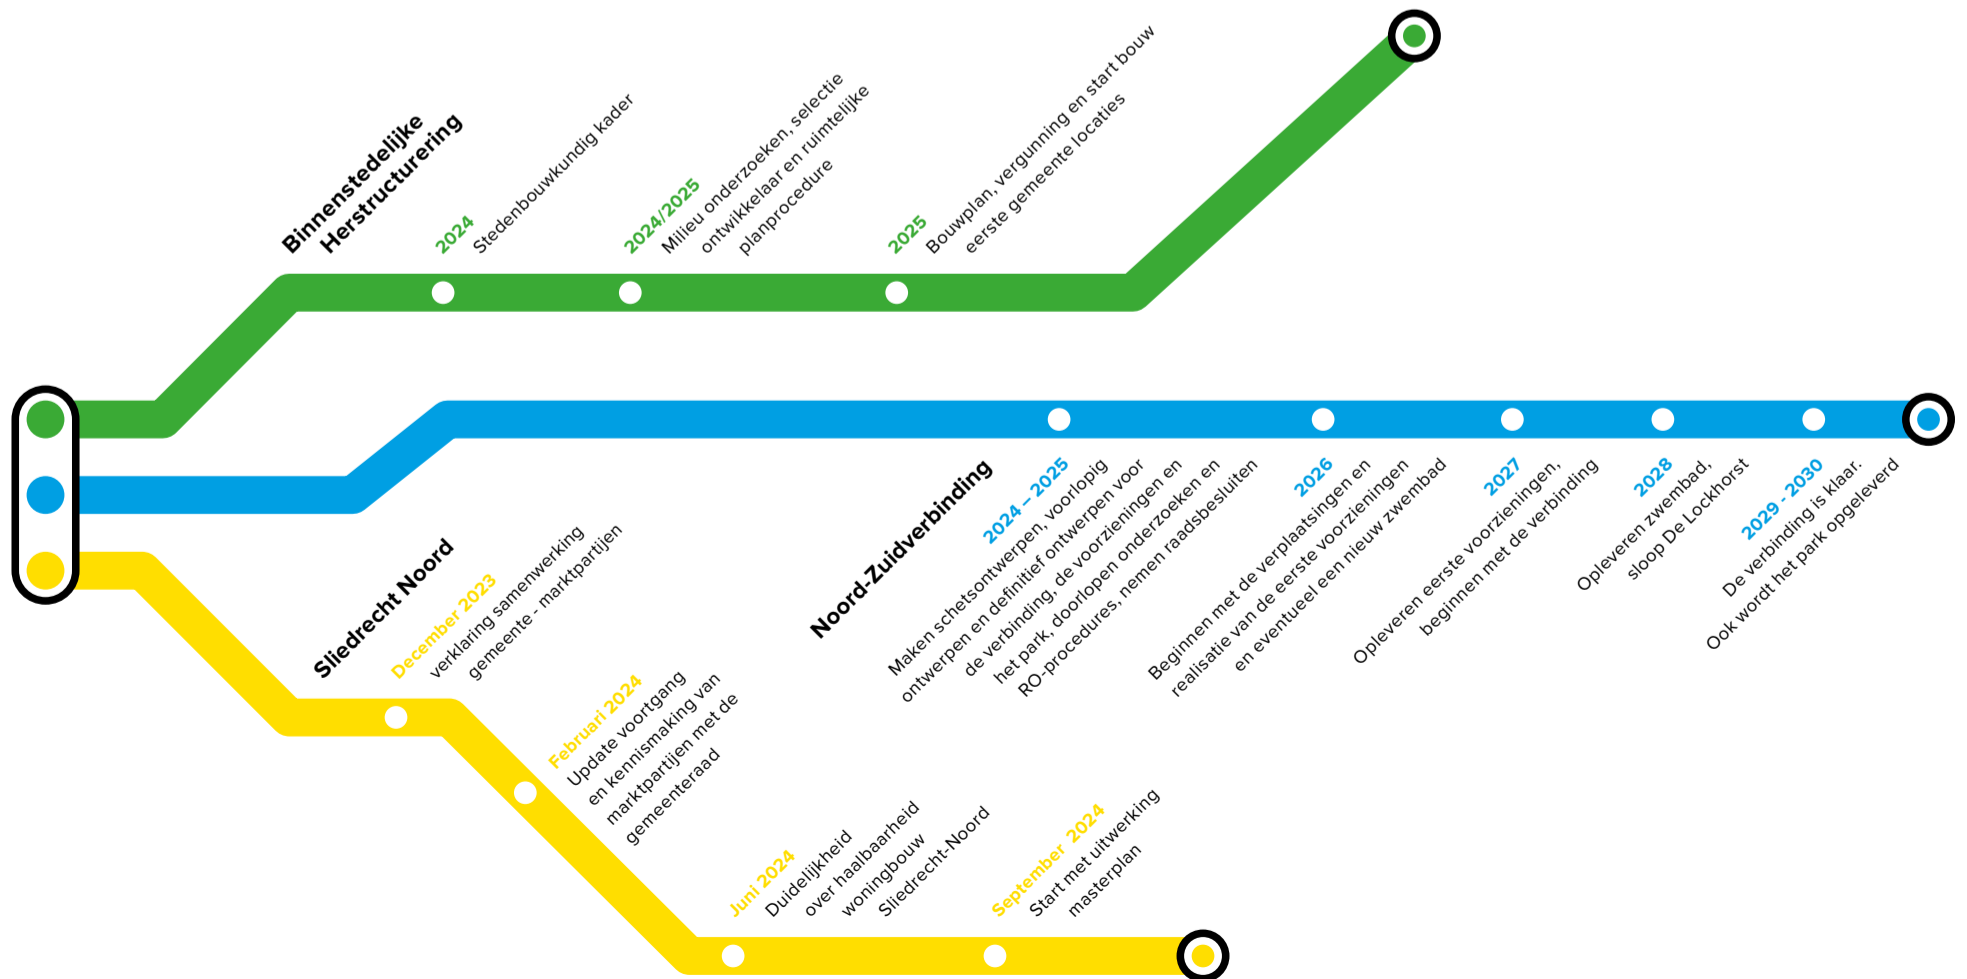 Binnenstedelijke
Herstructurering
2024
Stedenbouwkundig kader
2024/2025
Milieu onderzoeken, selectie
ontwikkelaar en ruimtelijke
planprocedure
2025
Bouwplan, vergunning en start bouw
eerste gemeente locaties
Noord-Zuidverbinding
2024 – 2025
Maken schetsontwerpen, voorlopig
ontwerpen en definitief ontwerpen voor
de verbinding, de voorzieningen en
het park, doorlopen onderzoeken en
RO-procedures, nemen raadsbesluiten
2026
Beginnen met de verplaatsingen en
realisatie van de eerste voorzieningen
en eventueel een nieuw zwembad
2027
Opleveren eerste voorzieningen,
beginnen met de verbinding
2028
Opleveren zwembad,
sloop De Lockhorst
2029 - 2030
De verbinding is klaar.
Ook wordt het park opgeleverd
Sliedrecht Noord
December 2023
verklaring samenwerking
gemeente - marktpartijen
Februari 2024
Update voortgang
en kennismaking van
marktpartijen met de
gemeenteraad
Juni 2024
Duidelijkheid
over haalbaarheid
woningbouw
Sliedrecht-Noord
September 2024
Start met uitwerking
masterplan